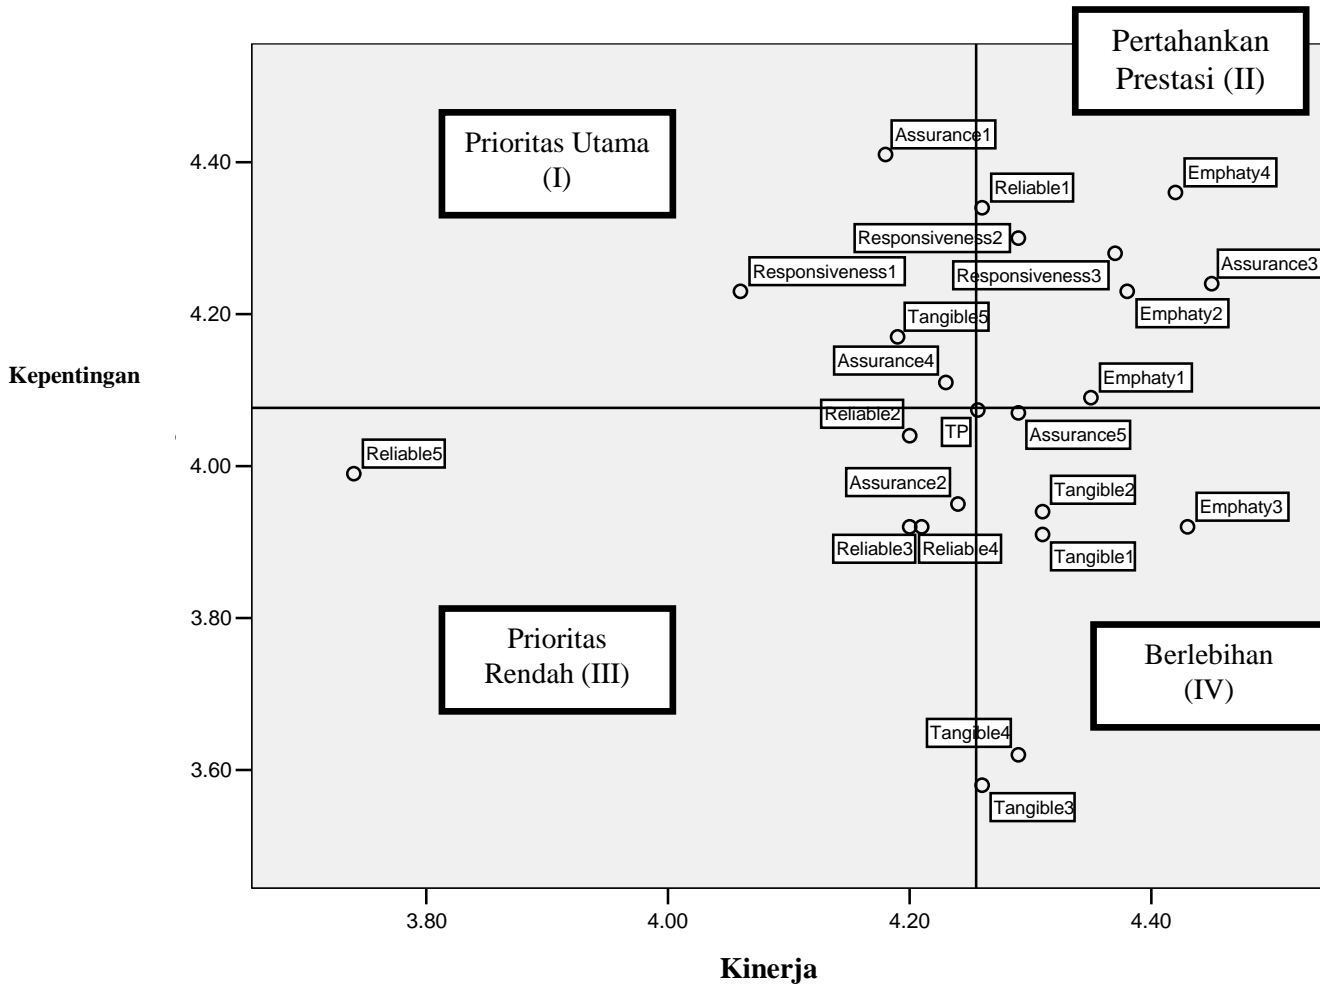 Pertahankan
Prestasi (II)
Prioritas Utama
(I)
Assurance1
4.40
Emphaty4
Reliable1
Responsiveness2
Assurance3
Responsiveness1
Responsiveness3
4.20
Emphaty2
Tangible5
Assurance4
Kepentingan
Emphaty1
Reliable2
TP
Assurance5
Reliable5
4.00
Assurance2
Tangible2
Emphaty3
Reliable3
Reliable4
Tangible1
3.80
Prioritas
Rendah (III)
Berlebihan
(IV)
Tangible4
3.60
Tangible3
3.80
4.00
4.20
4.40
Kinerja